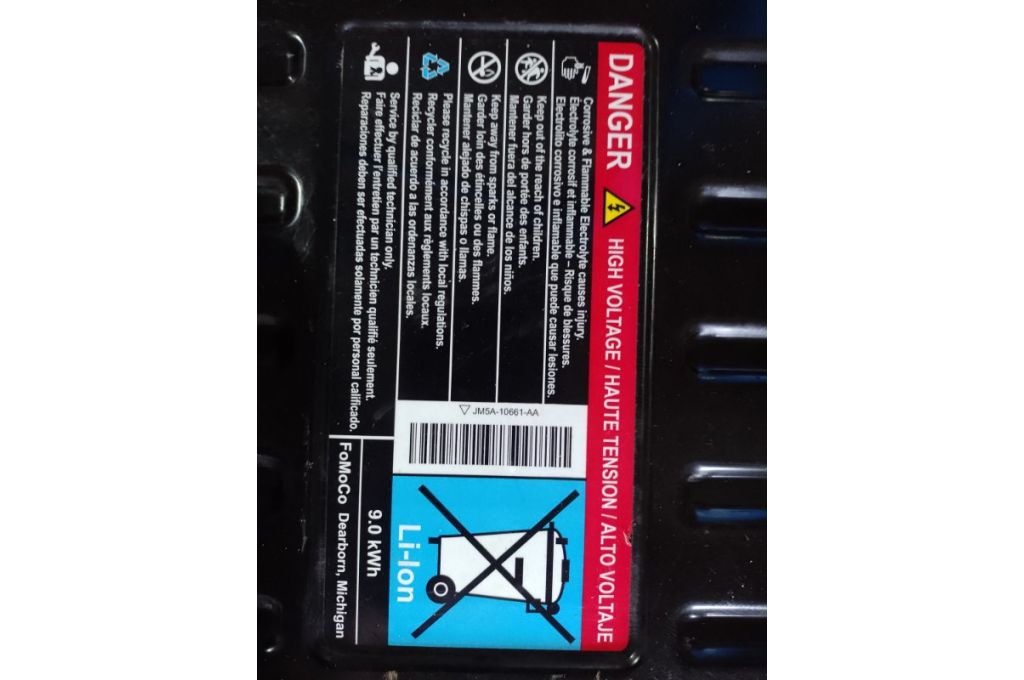 DANGER HIGH VOLTAGE / HAUTE TENSION / ALTO VOLTAJE
Corrosive & Flammable Electrolyte causes injury.
Electrolyte corrosif et inflammable – Risque de blessures.
Electrolito corrosivo e inflamable que puede causar lesiones.
Keep out of the reach of children.
Garder hors de portée des enfants.
Mantener fuera del alcance de los niños.
Keep away from sparks or flame.
Garder loin des étincelles ou des flammes.
Mantener alejado de chispas o llamas.
Please recycle in accordance with local regulations.
Recycler conformément aux règlements locaux.
Reciclar de acuerdo a las ordenanzas locales.
Service by qualified technician only.
Faire effectuer l'entretien par un technicien qualifié seulement.
Reparaciones deben ser efectuadas solamente por personal calificado.
JM5A-10661-AA
Li-Ion
9.0 kWh
FoMoCo Dearborn, Michigan